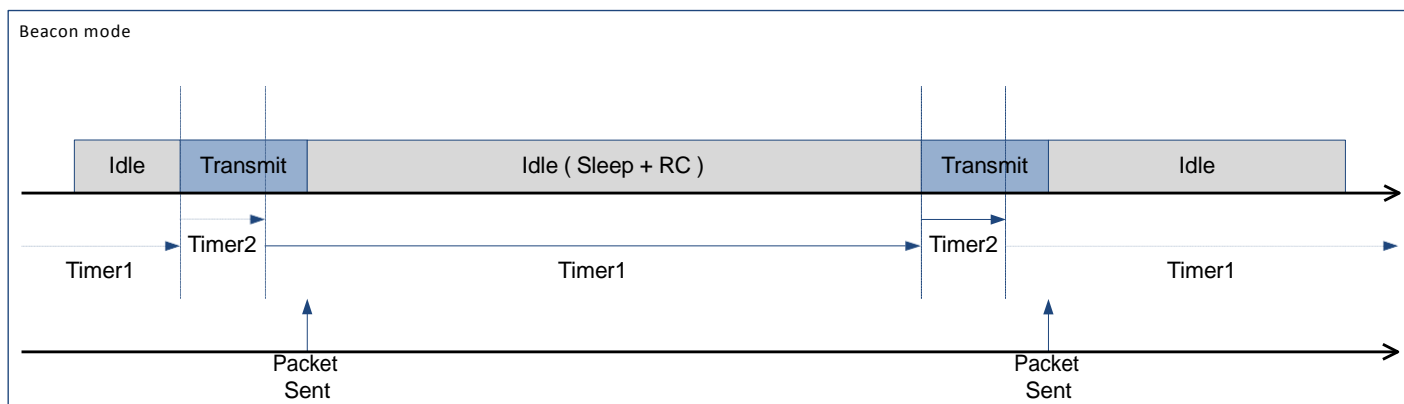 Beacon mode
Idle Transmit Idle ( Sleep + RC ) Transmit Idle
Timer2 Timer2
Timer1 Timer1 Timer1
Packet Packet
Sent Sent